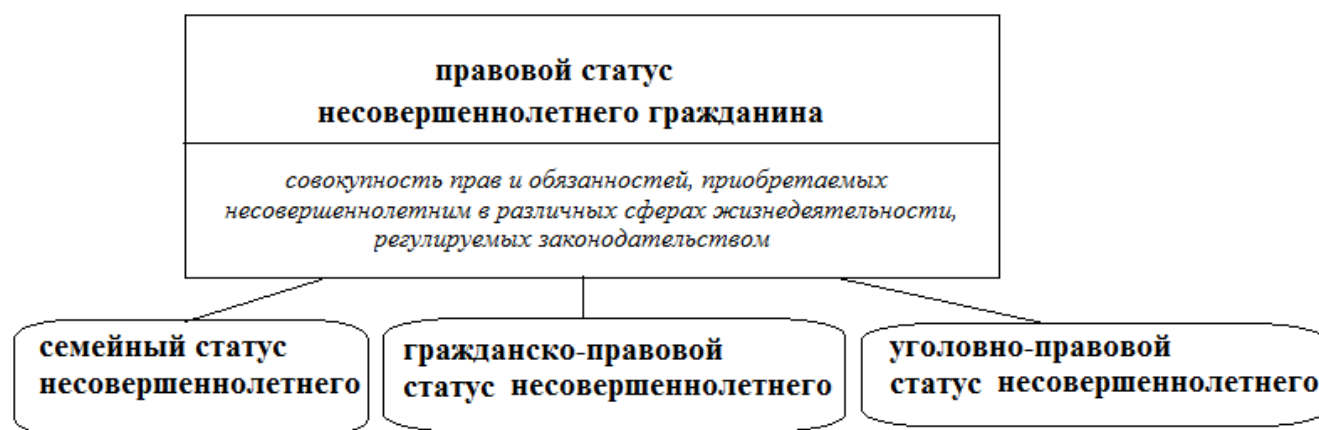 правовой статус
несовершеннолетнего гражданина
совокупность прав и обязанностей, приобретаемых
несовершеннолетним в различных сферах жизнедеятельности,
регулируемых законодательством
семейный статус
несовершеннолетнего
гражданско-правовой
статус несовершеннолетнего
уголовно-правовой
статус несовершеннолетнего